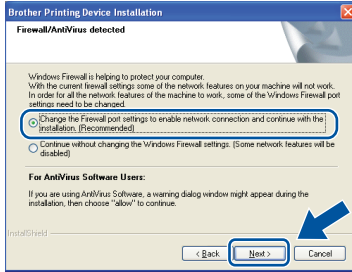 Brother Printing Device Installation
Firewall/AntiVirus detected
Windows Firewall is helping to protect your computer.
With the current firewall settings some of the network features on your machine will not work.
In order for all the network features of the machine to work, some of the Windows Firewall port
settings need to be changed.
Change the Firewall port settings to enable network connection and continue with the
installation. (Recommended)
Continue without changing the Windows Firewall settings. (Some network features will be
disabled)
For AntiVirus Software Users:
If you are using AntiVirus Software, a warning dialog window might appear during the
installation, then choose "allow" to continue.
InstallShield
< Back
Next >
Cancel